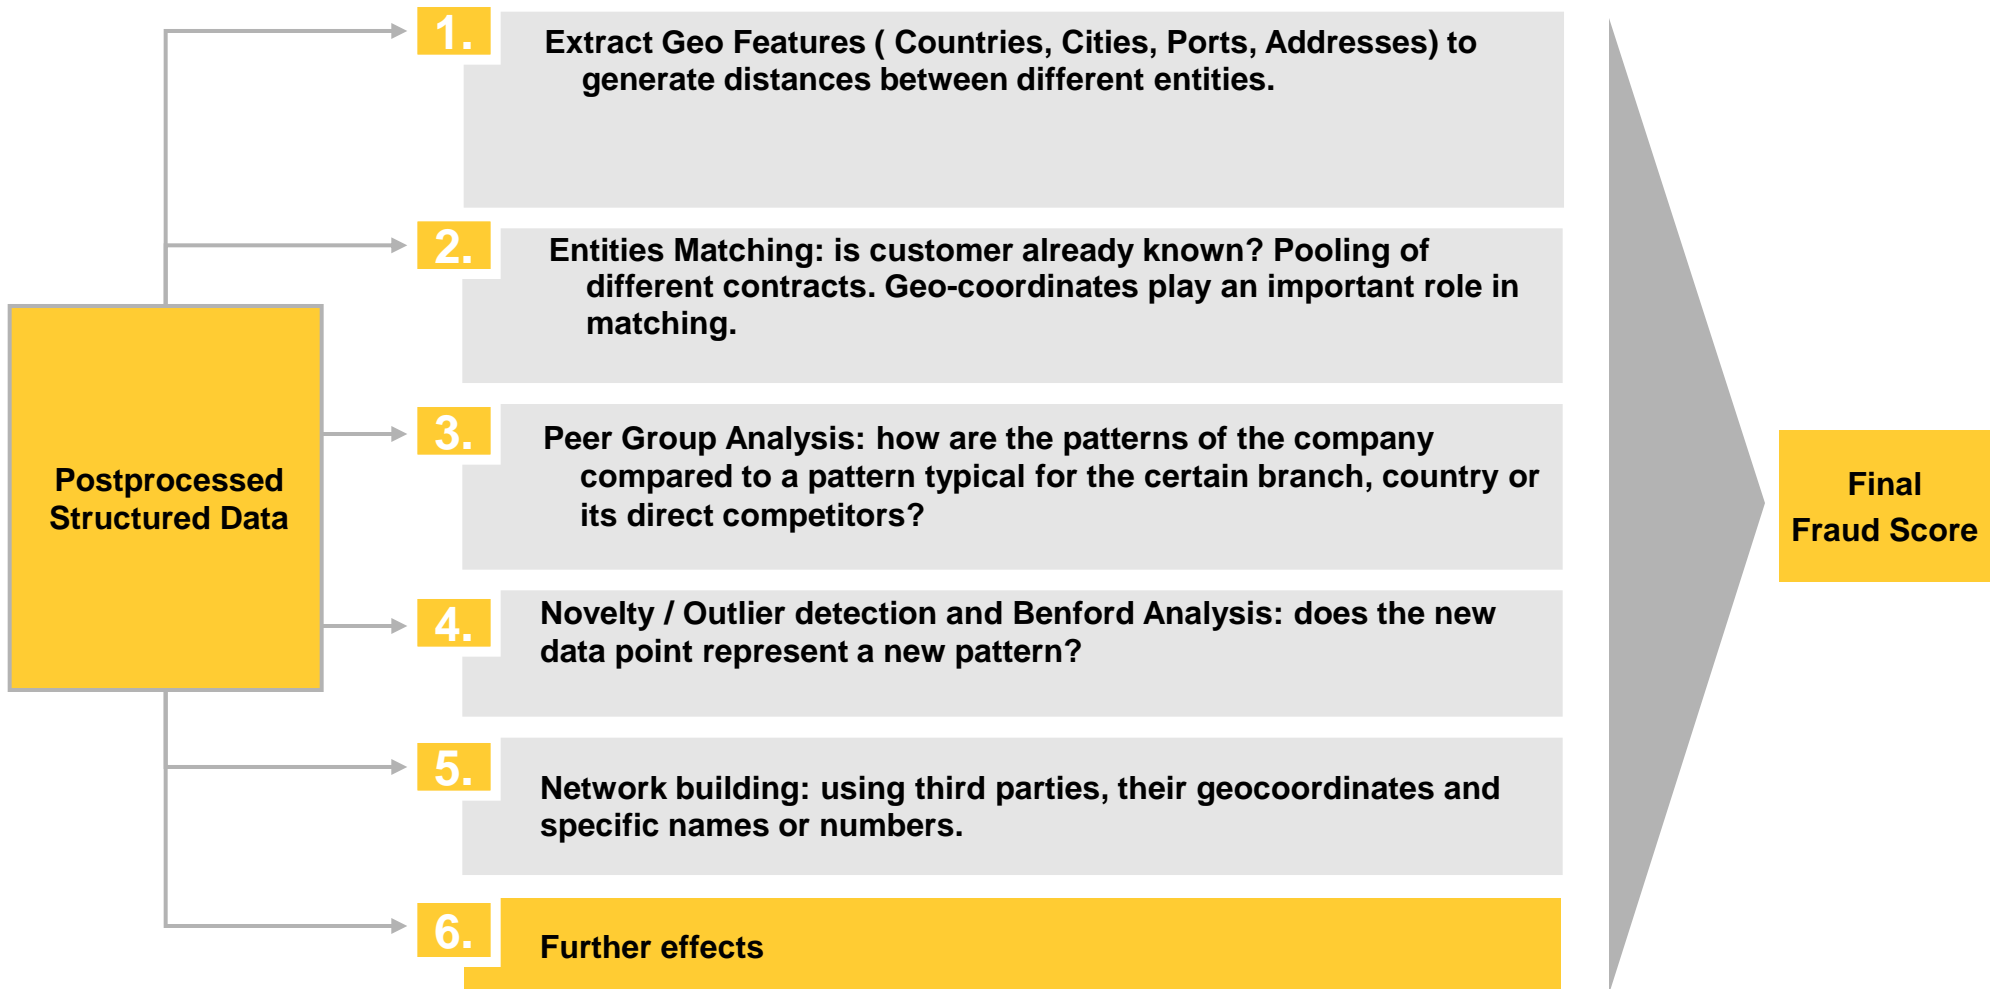 1.
Extract Geo Features ( Countries, Cities, Ports, Addresses) to
generate distances between different entities.
2.
Entities Matching: is customer already known? Pooling of
different contracts. Geo-coordinates play an important role in
matching.
3.
Peer Group Analysis: how are the patterns of the company
compared to a pattern typical for the certain branch, country or
its direct competitors?
Postprocessed
Structured Data
Final
Fraud Score
4.
Novelty / Outlier detection and Benford Analysis: does the new
data point represent a new pattern?
5.
Network building: using third parties, their geocoordinates and
specific names or numbers.
6.
Further effects